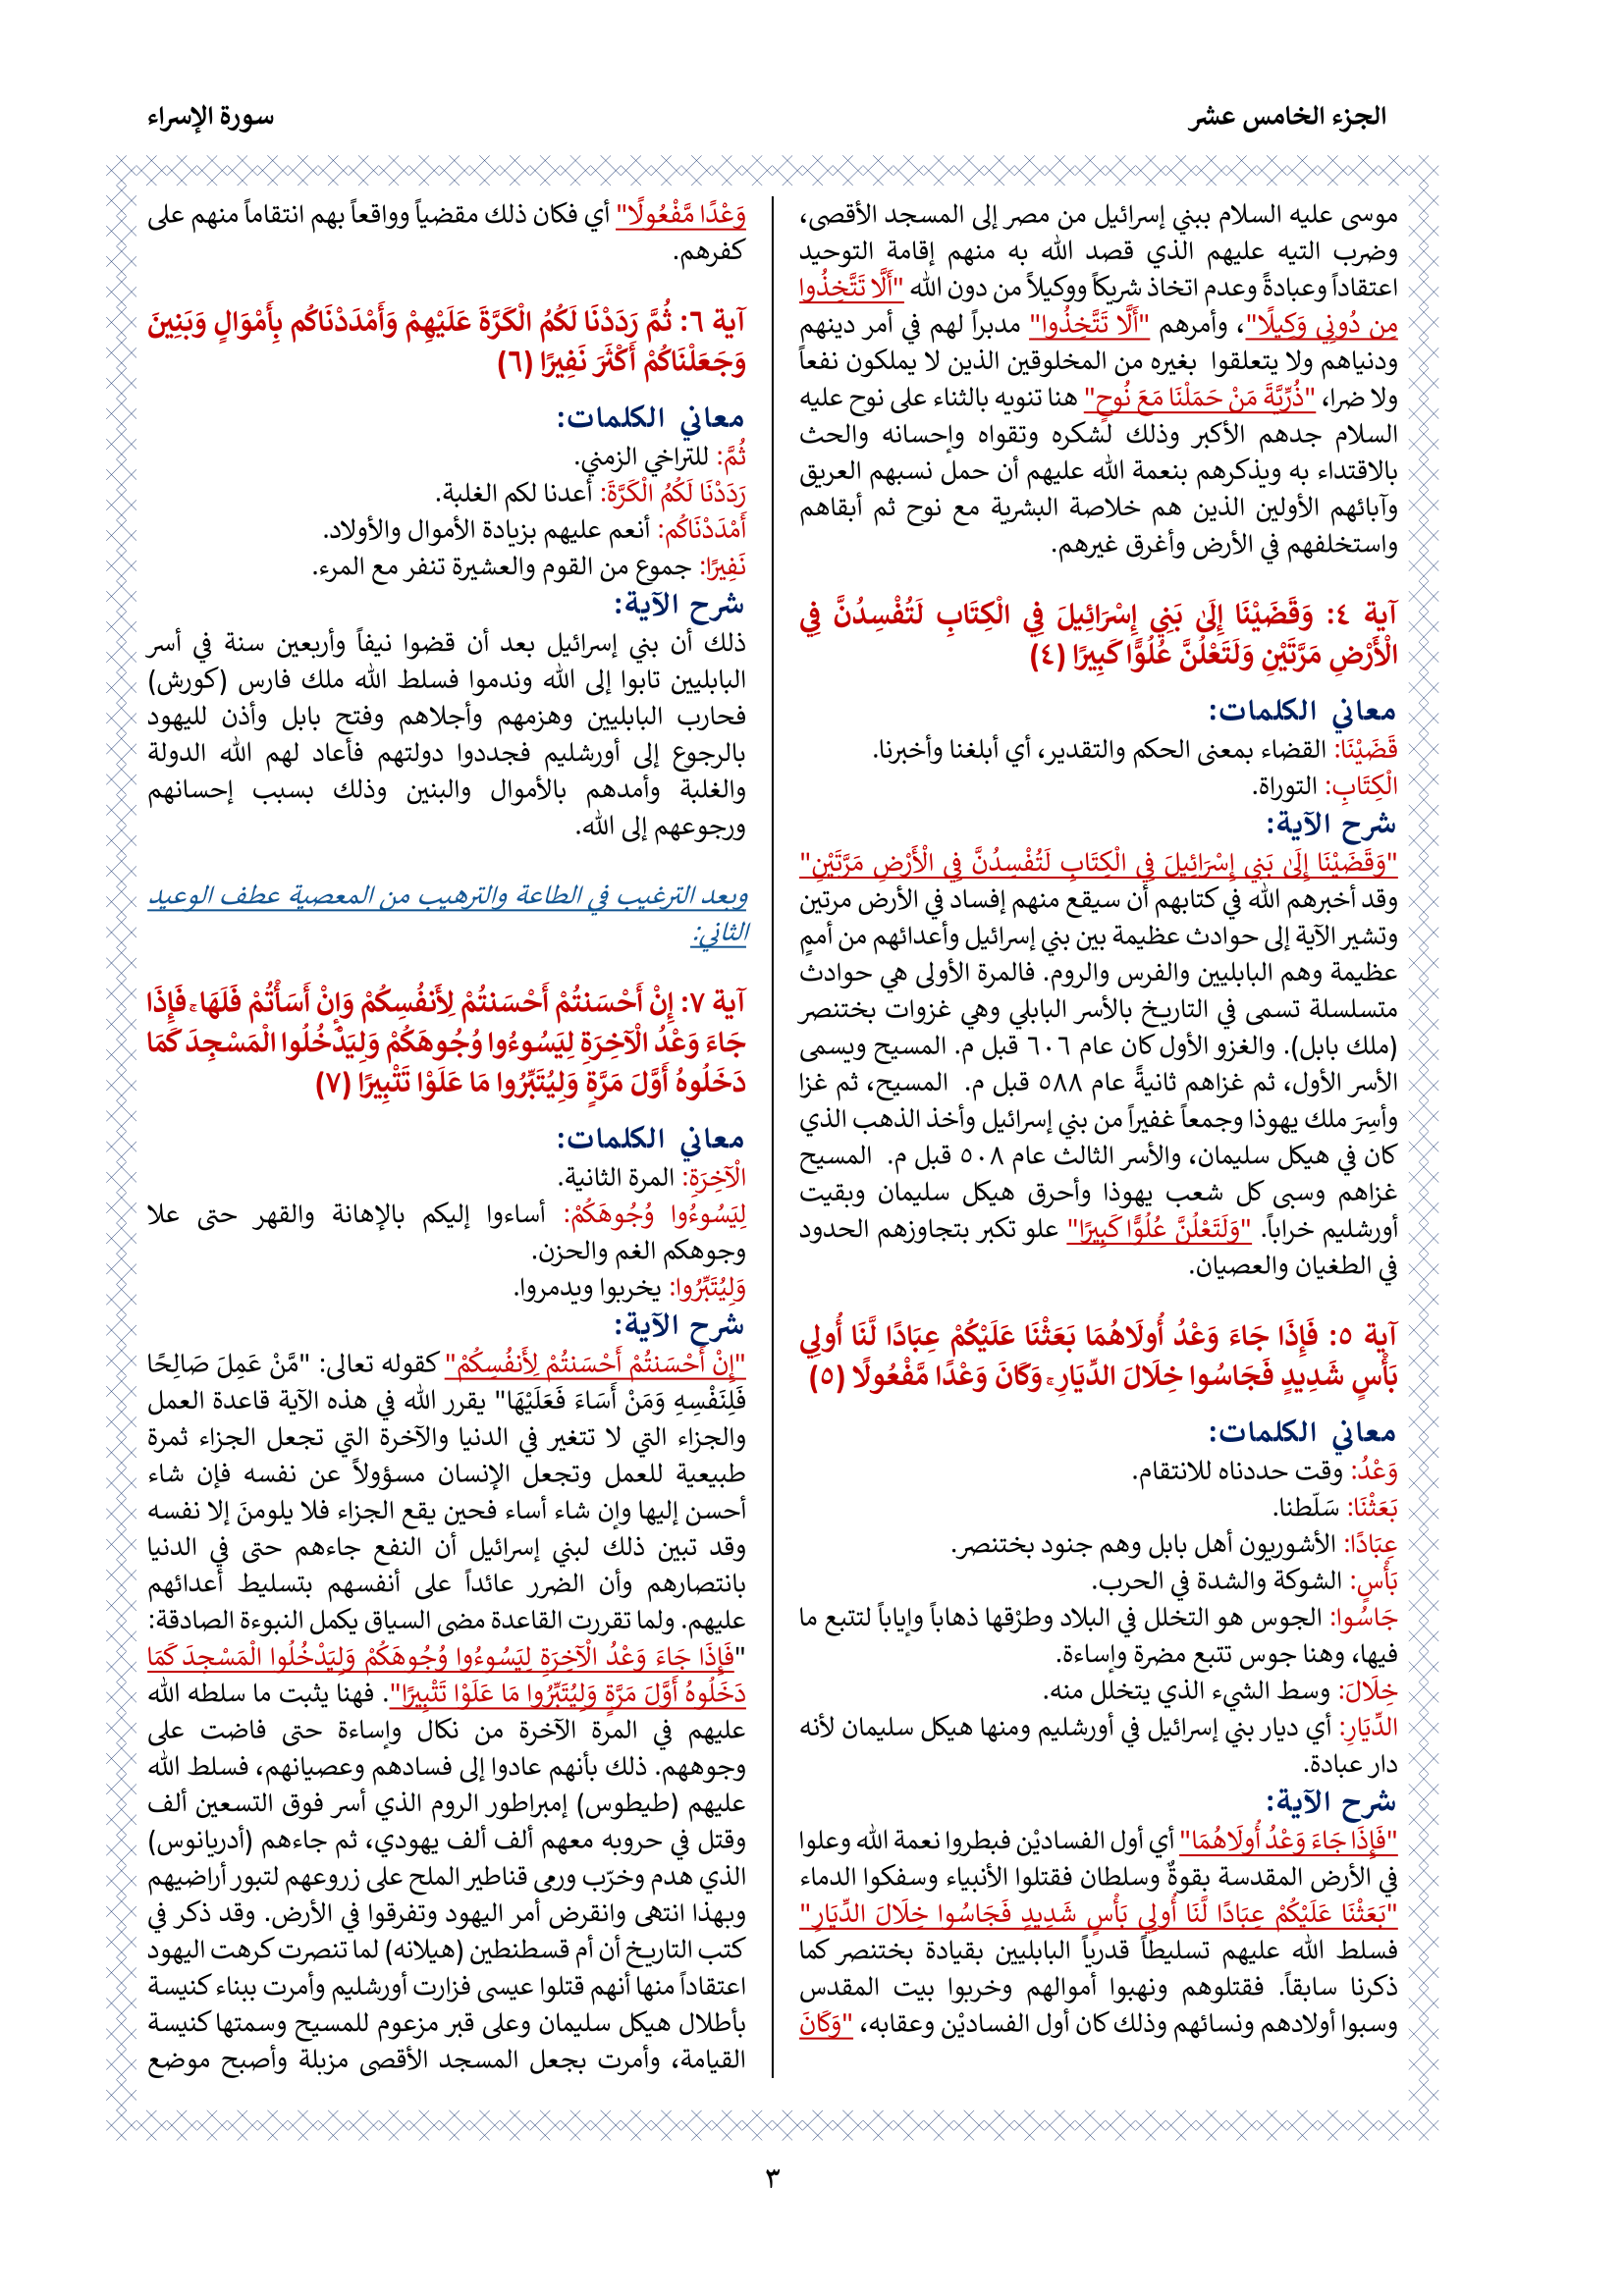 الجزء الخامس عشر
سورة الإسراء
موسى عليه السلام ببني إسرائيل من مصر إلى المسجد الأقصى،
وضرب التيه عليهم الذي قصد الله به منهم إقامة التوحيد
اعتقاداً وعبادةً وعدم اتخاذ شريكاً ووكيلاً من دون الله "أَلَّا تَتَّخِذُوا
مِن دُونِي وَكِيلًا"، وأمرهم "أَلَّا تَتَّخِذُوا" مدبراً لهم في أمر دينهم
ودنياهم ولا يتعلقوا بغيره من المخلوقين الذين لا يملكون نفعاً
ولا ضرا، "ذُرِّيَّةَ مَنْ حَمَلْنَا مَعَ نُوحٍ" هنا تنويه بالثناء على نوح عليه
السلام جدهم الأكبر وذلك لشكره وتقواه وإحسانه والحث
بالاقتداء به ويذكرهم بنعمة الله عليهم أن حمل نسبهم العريق
وآبائهم الأولين الذين هم خلاصة البشرية مع نوح ثم أبقاهم
واستخلفهم في الأرض وأغرق غيرهم.
آية ٤: وَقَضَيْنَا إِلَىٰ بَنِي إِسْرَائِيلَ فِي الْكِتَابِ لَتُفْسِدُنَّ فِي
الْأَرْضِ مَرَّتَيْنِ وَلَتَعْلُنَّ عُلُوًّا كَبِيرًا (٤)
معاني الكلمات:
قَضَيْنَا: القضاء بمعنى الحكم والتقدير، أي أبلغنا وأخبرنا.
الْكِتَابِ: التوراة.
شرح الآية:
"وَقَضَيْنَا إِلَىٰ بَنِي إِسْرَائِيلَ فِي الْكِتَابِ لَتُفْسِدُنَّ فِي الْأَرْضِ مَرَّتَيْنِ"
وقد أخبرهم الله في كتابهم أن سيقع منهم إفساد في الأرض مرتين
وتشير الآية إلى حوادث عظيمة بين بني إسرائيل وأعدائهم من أممٍ
عظيمة وهم البابليين والفرس والروم. فالمرة الأولى هي حوادث
متسلسلة تسمى في التاريخ بالأسر البابلي وهي غزوات بختنصر
(ملك بابل). والغزو الأول كان عام ٦٠٦ قبل م. المسيح ويسمى
الأسر الأول، ثم غزاهم ثانيةً عام ٥٨٨ قبل م. المسيح، ثم غزا
وأسِرَ ملك يهوذا وجمعاً غفيراً من بني إسرائيل وأخذ الذهب الذي
كان في هيكل سليمان، والأسر الثالث عام ٥٠٨ قبل م. المسيح
غزاهم وسبى كل شعب يهوذا وأحرق هيكل سليمان وبقيت
أورشليم خراباً. "وَلَتَعْلُنَّ عُلُوًّا كَبِيرًا" علو تكبر بتجاوزهم الحدود
في الطغيان والعصيان.
آية ٥: فَإِذَا جَاءَ وَعْدُ أُولَاهُمَا بَعَثْنَا عَلَيْكُمْ عِبَادًا لَّنَا أُولِي
بَأْسٍ شَدِيدٍ فَجَاسُوا خِلَالَ الدِّيَارِ ۚ وَكَانَ وَعْدًا مَّفْعُولًا (٥)
معاني الكلمات:
وَعْدُ: وقت حددناه للانتقام.
بَعَثْنَا: سَلّطنا.
عِبَادًا: الأشوريون أهل بابل وهم جنود بختنصر.
بَأْسٍ: الشوكة والشدة في الحرب.
جَاسُوا: الجوس هو التخلل في البلاد وطرْقها ذهاباً وإياباً لتتبع ما
فيها، وهنا جوس تتبع مضرة وإساءة.
خِلَالَ: وسط الشيء الذي يتخلل منه.
الدِّيَارِ: أي ديار بني إسرائيل في أورشليم ومنها هيكل سليمان لأنه
دار عبادة.
شرح الآية:
"فَإِذَا جَاءَ وَعْدُ أُولَاهُمَا" أي أول الفساديْن فبطروا نعمة الله وعلوا
في الأرض المقدسة بقوةٌ وسلطان فقتلوا الأنبياء وسفكوا الدماء
"بَعَثْنَا عَلَيْكُمْ عِبَادًا لَّنَا أُولِي بَأْسٍ شَدِيدٍ فَجَاسُوا خِلَالَ الدِّيَارِ"
فسلط الله عليهم تسليطاً قدرياً البابليين بقيادة بختنصر كما
ذكرنا سابقاً. فقتلوهم ونهبوا أموالهم وخربوا بيت المقدس
وسبوا أولادهم ونسائهم وذلك كان أول الفساديْن وعقابه، "وَكَانَ
وَعْدًا مَّفْعُولًا" أي فكان ذلك مقضياً وواقعاً بهم انتقاماً منهم على
كفرهم.
آية ٦: ثُمَّ رَدَدْنَا لَكُمُ الْكَرَّةَ عَلَيْهِمْ وَأَمْدَدْنَاكُم بِأَمْوَالٍ وَبَنِينَ
وَجَعَلْنَاكُمْ أَكْثَرَ نَفِيرًا (٦)
معاني الكلمات:
ثُمَّ: للتراخي الزمني.
رَدَدْنَا لَكُمُ الْكَرَّةَ: أعدنا لكم الغلبة.
أَمْدَدْنَاكُم: أنعم عليهم بزيادة الأموال والأولاد.
نَفِيرًا: جموع من القوم والعشيرة تنفر مع المرء.
شرح الآية:
ذلك أن بني إسرائيل بعد أن قضوا نيفاً وأربعين سنة في أسر
البابليين تابوا إلى الله وندموا فسلط الله ملك فارس (كورش)
فحارب البابليين وهزمهم وأجلاهم وفتح بابل وأذن لليهود
بالرجوع إلى أورشليم فجددوا دولتهم فأعاد لهم الله الدولة
والغلبة وأمدهم بالأموال والبنين وذلك بسبب إحسانهم
ورجوعهم إلى الله.
وبعد الترغيب في الطاعة والترهيب من المعصية عطف الوعيد
الثاني:
آية ٧: إِنْ أَحْسَنتُمْ أَحْسَنتُمْ لِأَنفُسِكُمْ وَإِنْ أَسَأْتُمْ فَلَهَا ۚ فَإِذَا
جَاءَ وَعْدُ الْآخِرَةِ لِيَسُوءُوا وُجُوهَكُمْ وَلِيَدْخُلُوا الْمَسْجِدَ كَمَا
دَخَلُوهُ أَوَّلَ مَرَّةٍ وَلِيُتَبِّرُوا مَا عَلَوْا تَتْبِيرًا (٧)
معاني الكلمات:
الْآخِرَةِ: المرة الثانية.
لِيَسُوءُوا وُجُوهَكُمْ: أساءوا إليكم بالإهانة والقهر حتى علا
وجوهكم الغم والحزن.
وَلِيُتَبِّرُوا: يخربوا ويدمروا.
شرح الآية:
"إِنْ أَحْسَنتُمْ أَحْسَنتُمْ لِأَنفُسِكُمْ" كقوله تعالى: "مَّنْ عَمِلَ صَالِحًا
فَلِنَفْسِهِ وَمَنْ أَسَاءَ فَعَلَيْهَا" يقرر الله في هذه الآية قاعدة العمل
والجزاء التي لا تتغير في الدنيا والآخرة التي تجعل الجزاء ثمرة
طبيعية للعمل وتجعل الإنسان مسؤولاً عن نفسه فإن شاء
أحسن إليها وإن شاء أساء فحين يقع الجزاء فلا يلومنَ إلا نفسه
وقد تبين ذلك لبني إسرائيل أن النفع جاءهم حتى في الدنيا
بانتصارهم وأن الضرر عائداً على أنفسهم بتسليط أعدائهم
عليهم. ولما تقررت القاعدة مضى السياق يكمل النبوءة الصادقة:
"فَإِذَا جَاءَ وَعْدُ الْآخِرَةِ لِيَسُوءُوا وُجُوهَكُمْ وَلِيَدْخُلُوا الْمَسْجِدَ كَمَا
دَخَلُوهُ أَوَّلَ مَرَّةٍ وَلِيُتَبِّرُوا مَا عَلَوْا تَتْبِيرًا". فهنا يثبت ما سلطه الله
عليهم في المرة الآخرة من نكال وإساءة حتى فاضت على
وجوههم. ذلك بأنهم عادوا إلى فسادهم وعصيانهم، فسلط الله
عليهم (طيطوس) إمبراطور الروم الذي أسر فوق التسعين ألف
وقتل في حروبه معهم ألف ألف يهودي، ثم جاءهم (أدريانوس)
الذي هدم وخرّب ورمى قناطير الملح على زروعهم لتبور أراضيهم
وبهذا انتهى وانقرض أمر اليهود وتفرقوا في الأرض. وقد ذكر في
كتب التاريخ أن أم قسطنطين (هيلانه) لما تنصرت كرهت اليهود
اعتقاداً منها أنهم قتلوا عيسى فزارت أورشليم وأمرت ببناء كنيسة
بأطلال هيكل سليمان وعلى قبر مزعوم للمسيح وسمتها كنيسة
القيامة، وأمرت بجعل المسجد الأقصى مزبلة وأصبح موضع
٣